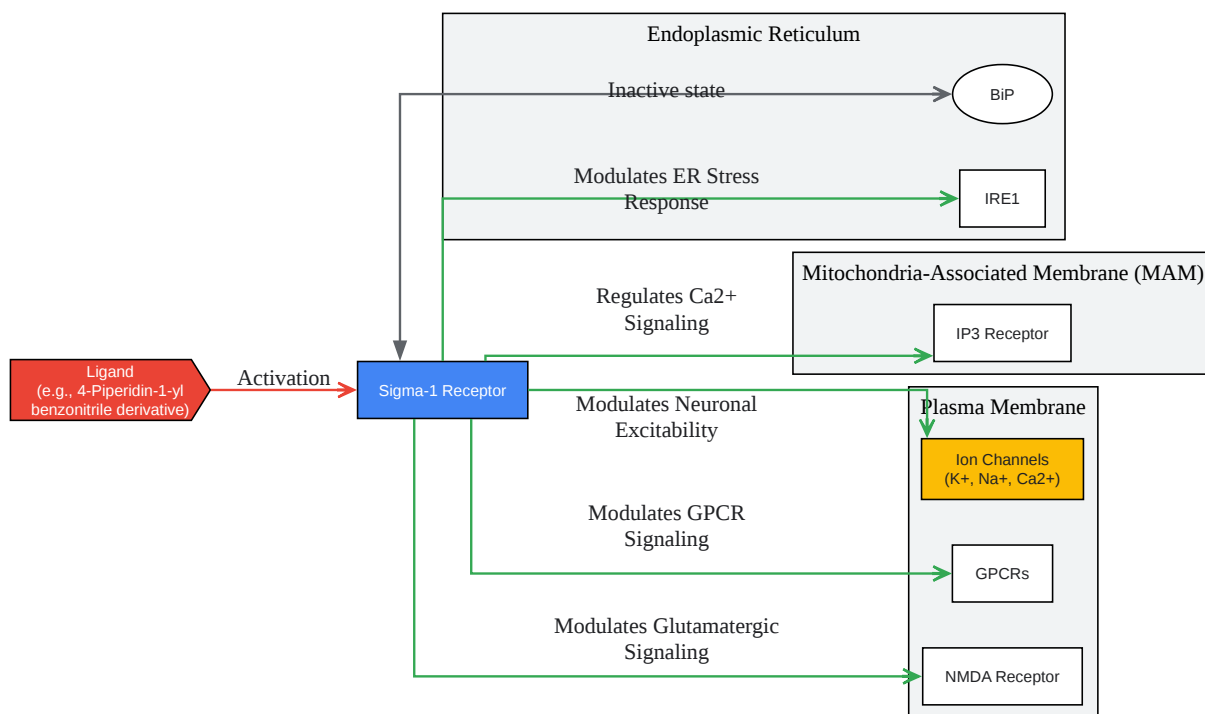 Endoplasmic Reticulum
Inactive state
BiP
Modulates ER Stress
Response
IRE1
Mitochondria-Associated Membrane (MAM)
Regulates Ca2+
Signaling
IP3 Receptor
Ligand
(e.g., 4-Piperidin-1-yl
benzonitrile derivative)
Activation
Sigma-1 Receptor
Modulates Neuronal
Excitability
Plasma Membrane
Ion Channels
(K+, Na+, Ca2+)
Modulates GPCR
Signaling
GPCRs
Modulates Glutamatergic
Signaling
NMDA Receptor